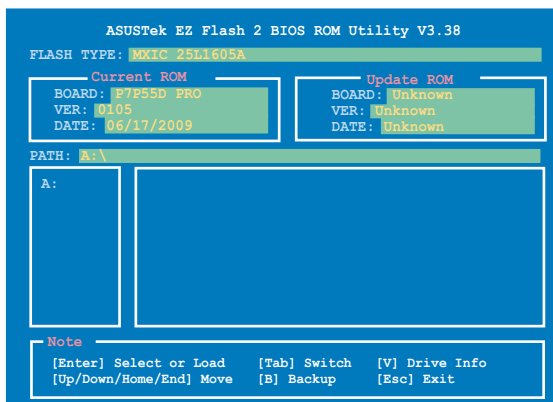 ASUSTek EZ Flash 2 BIOS ROM Utility V3.38
FLASH TYPE: MXIC 25L1605A
Current ROM
BOARD: P7P55D PRO
VER: 0105
DATE: 06/17/2009
Update ROM
BOARD: Unknown
VER: Unknown
DATE: Unknown
PATH: A:\
A:
Note
[Enter] Select or Load [Tab] Switch [V] Drive Info
[Up/Down/Home/End] Move [B] Backup [Esc] Exit